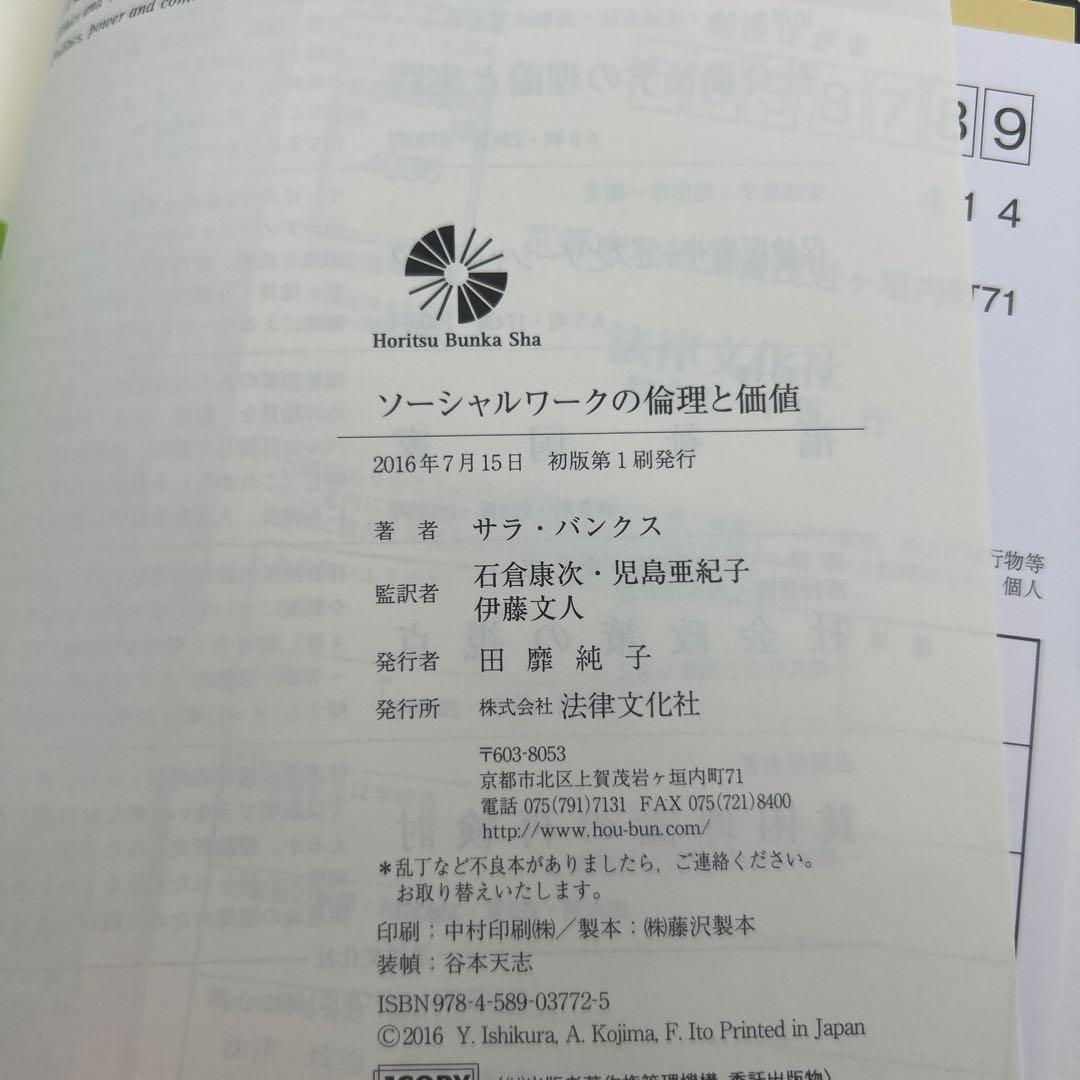 politics, power and
Horitsu Bunka Sha
ソーシャルワークの倫理と価値
2016年7月15日 初版第1刷発行
著者 サラ・バンクス
監訳者 石倉康次・児島亜紀子
伊藤文人
発行者 田靡純子
発行所 株式会社 法律文化社
〒603-8053
京都市北区上賀茂岩ヶ垣内町71
電話 075(791)7131 FAX 075(721)8400
http://www.hou-bun.com/
*乱丁など不良本がありましたら，ご連絡ください。
お取り替えいたします。
印刷：中村印刷㈱／製本：㈱藤沢製本
装幀：谷本天志
ISBN 978-4-589-03772-5
©2016 Y. Ishikura, A. Kojima, F. Ito Printed in Japan
JCOPY
9
14
71
行物等
個人